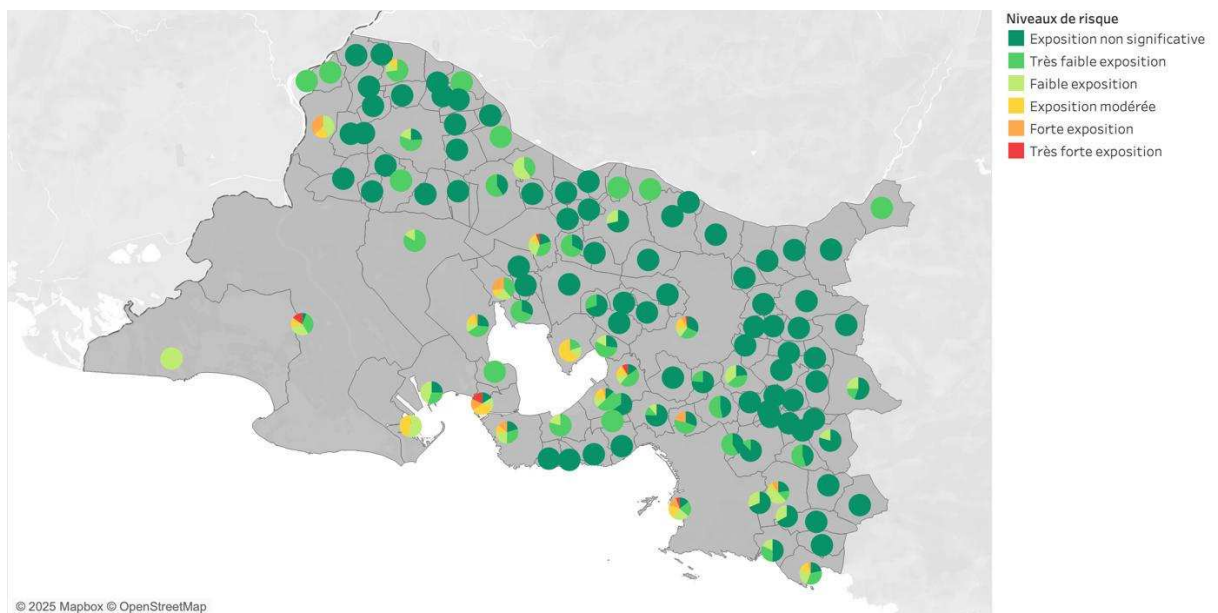 Niveaux de risque
Exposition non significative
Très faible exposition
Faible exposition
Exposition modérée
Forte exposition
Très forte exposition
© 2025 Mapbox © OpenStreetMap